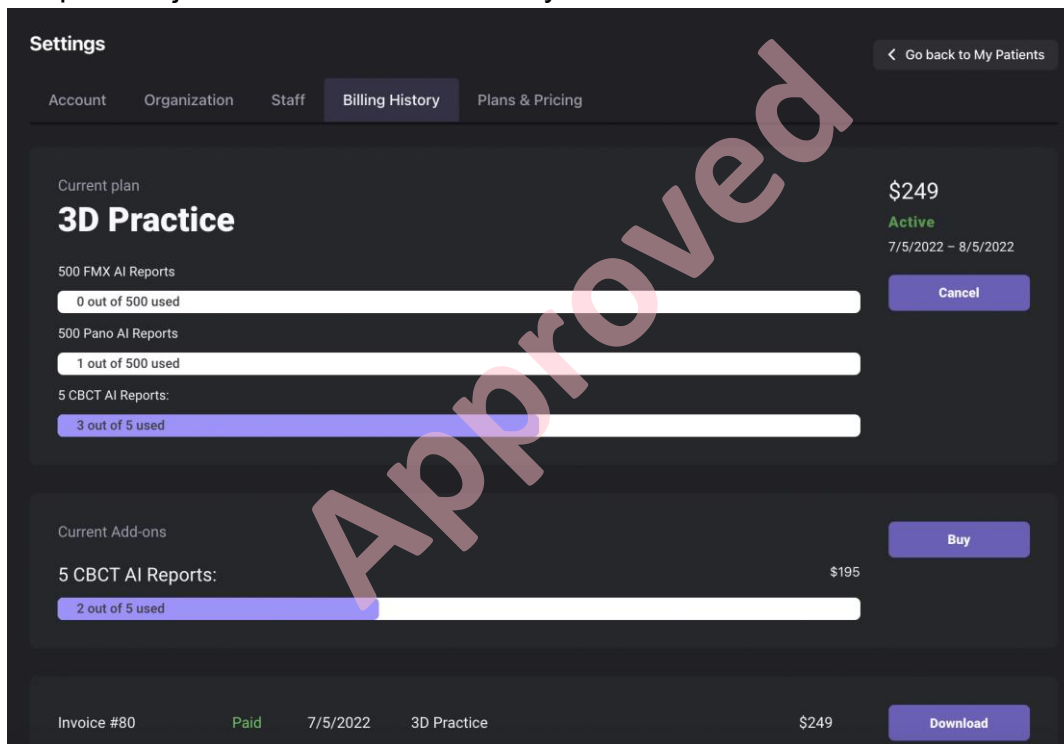 Settings
Go back to My Patients
Account Organization Staff Billing History Plans & Pricing
Current plan
3D Practice
$249
Active
7/5/2022 – 8/5/2022
Cancel
500 FMX AI Reports
0 out of 500 used
500 Pano AI Reports
1 out of 500 used
5 CBCT AI Reports:
3 out of 5 used
Approved
Current Add-ons
Buy
5 CBCT AI Reports:
$195
2 out of 5 used
Invoice #80 Paid 7/5/2022 3D Practice $249 Download